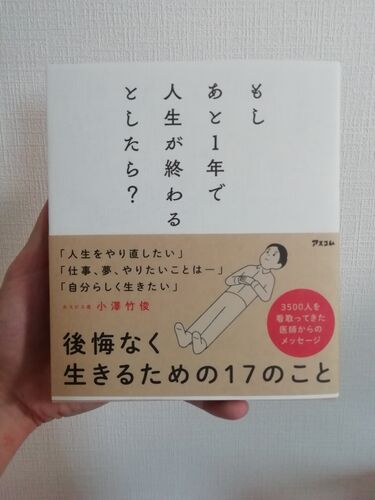 もし
あと1年で
人生が終わる
としたら?
アスコム
「人生をやり直したい」
「仕事、夢、やりたいことは―」
「自分らしく生きたい」
小澤竹俊
3500人を
看取ってきた
医師からの
メッセージ
後悔なく
生きるための17のこと